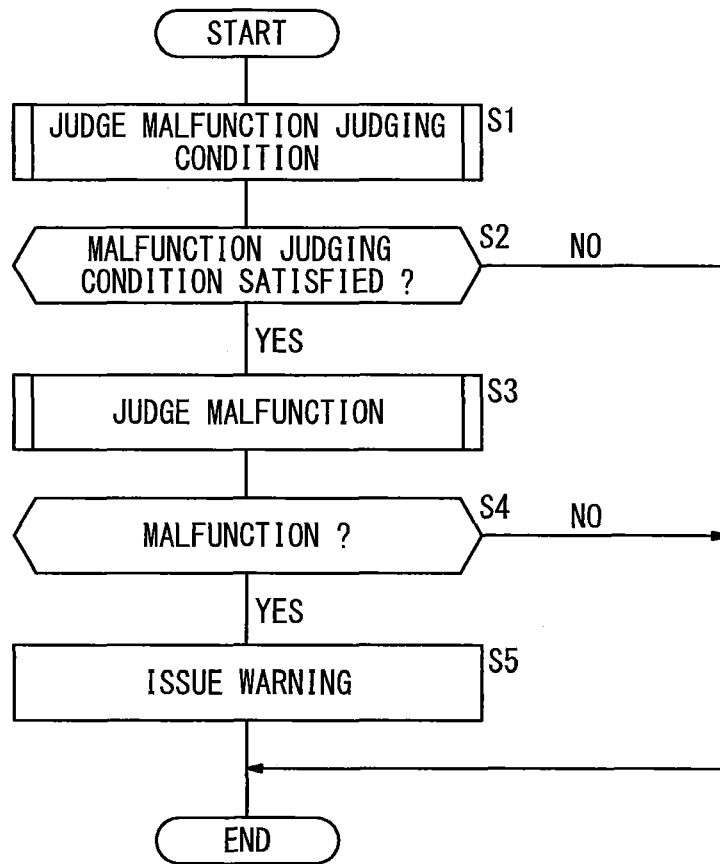 START
JUDGE MALFUNCTION JUDGING
CONDITION
S1
MALFUNCTION JUDGING
CONDITION SATISFIED ?
S2
NO
YES
JUDGE MALFUNCTION
S3
MALFUNCTION ?
S4
NO
YES
ISSUE WARNING
S5
END